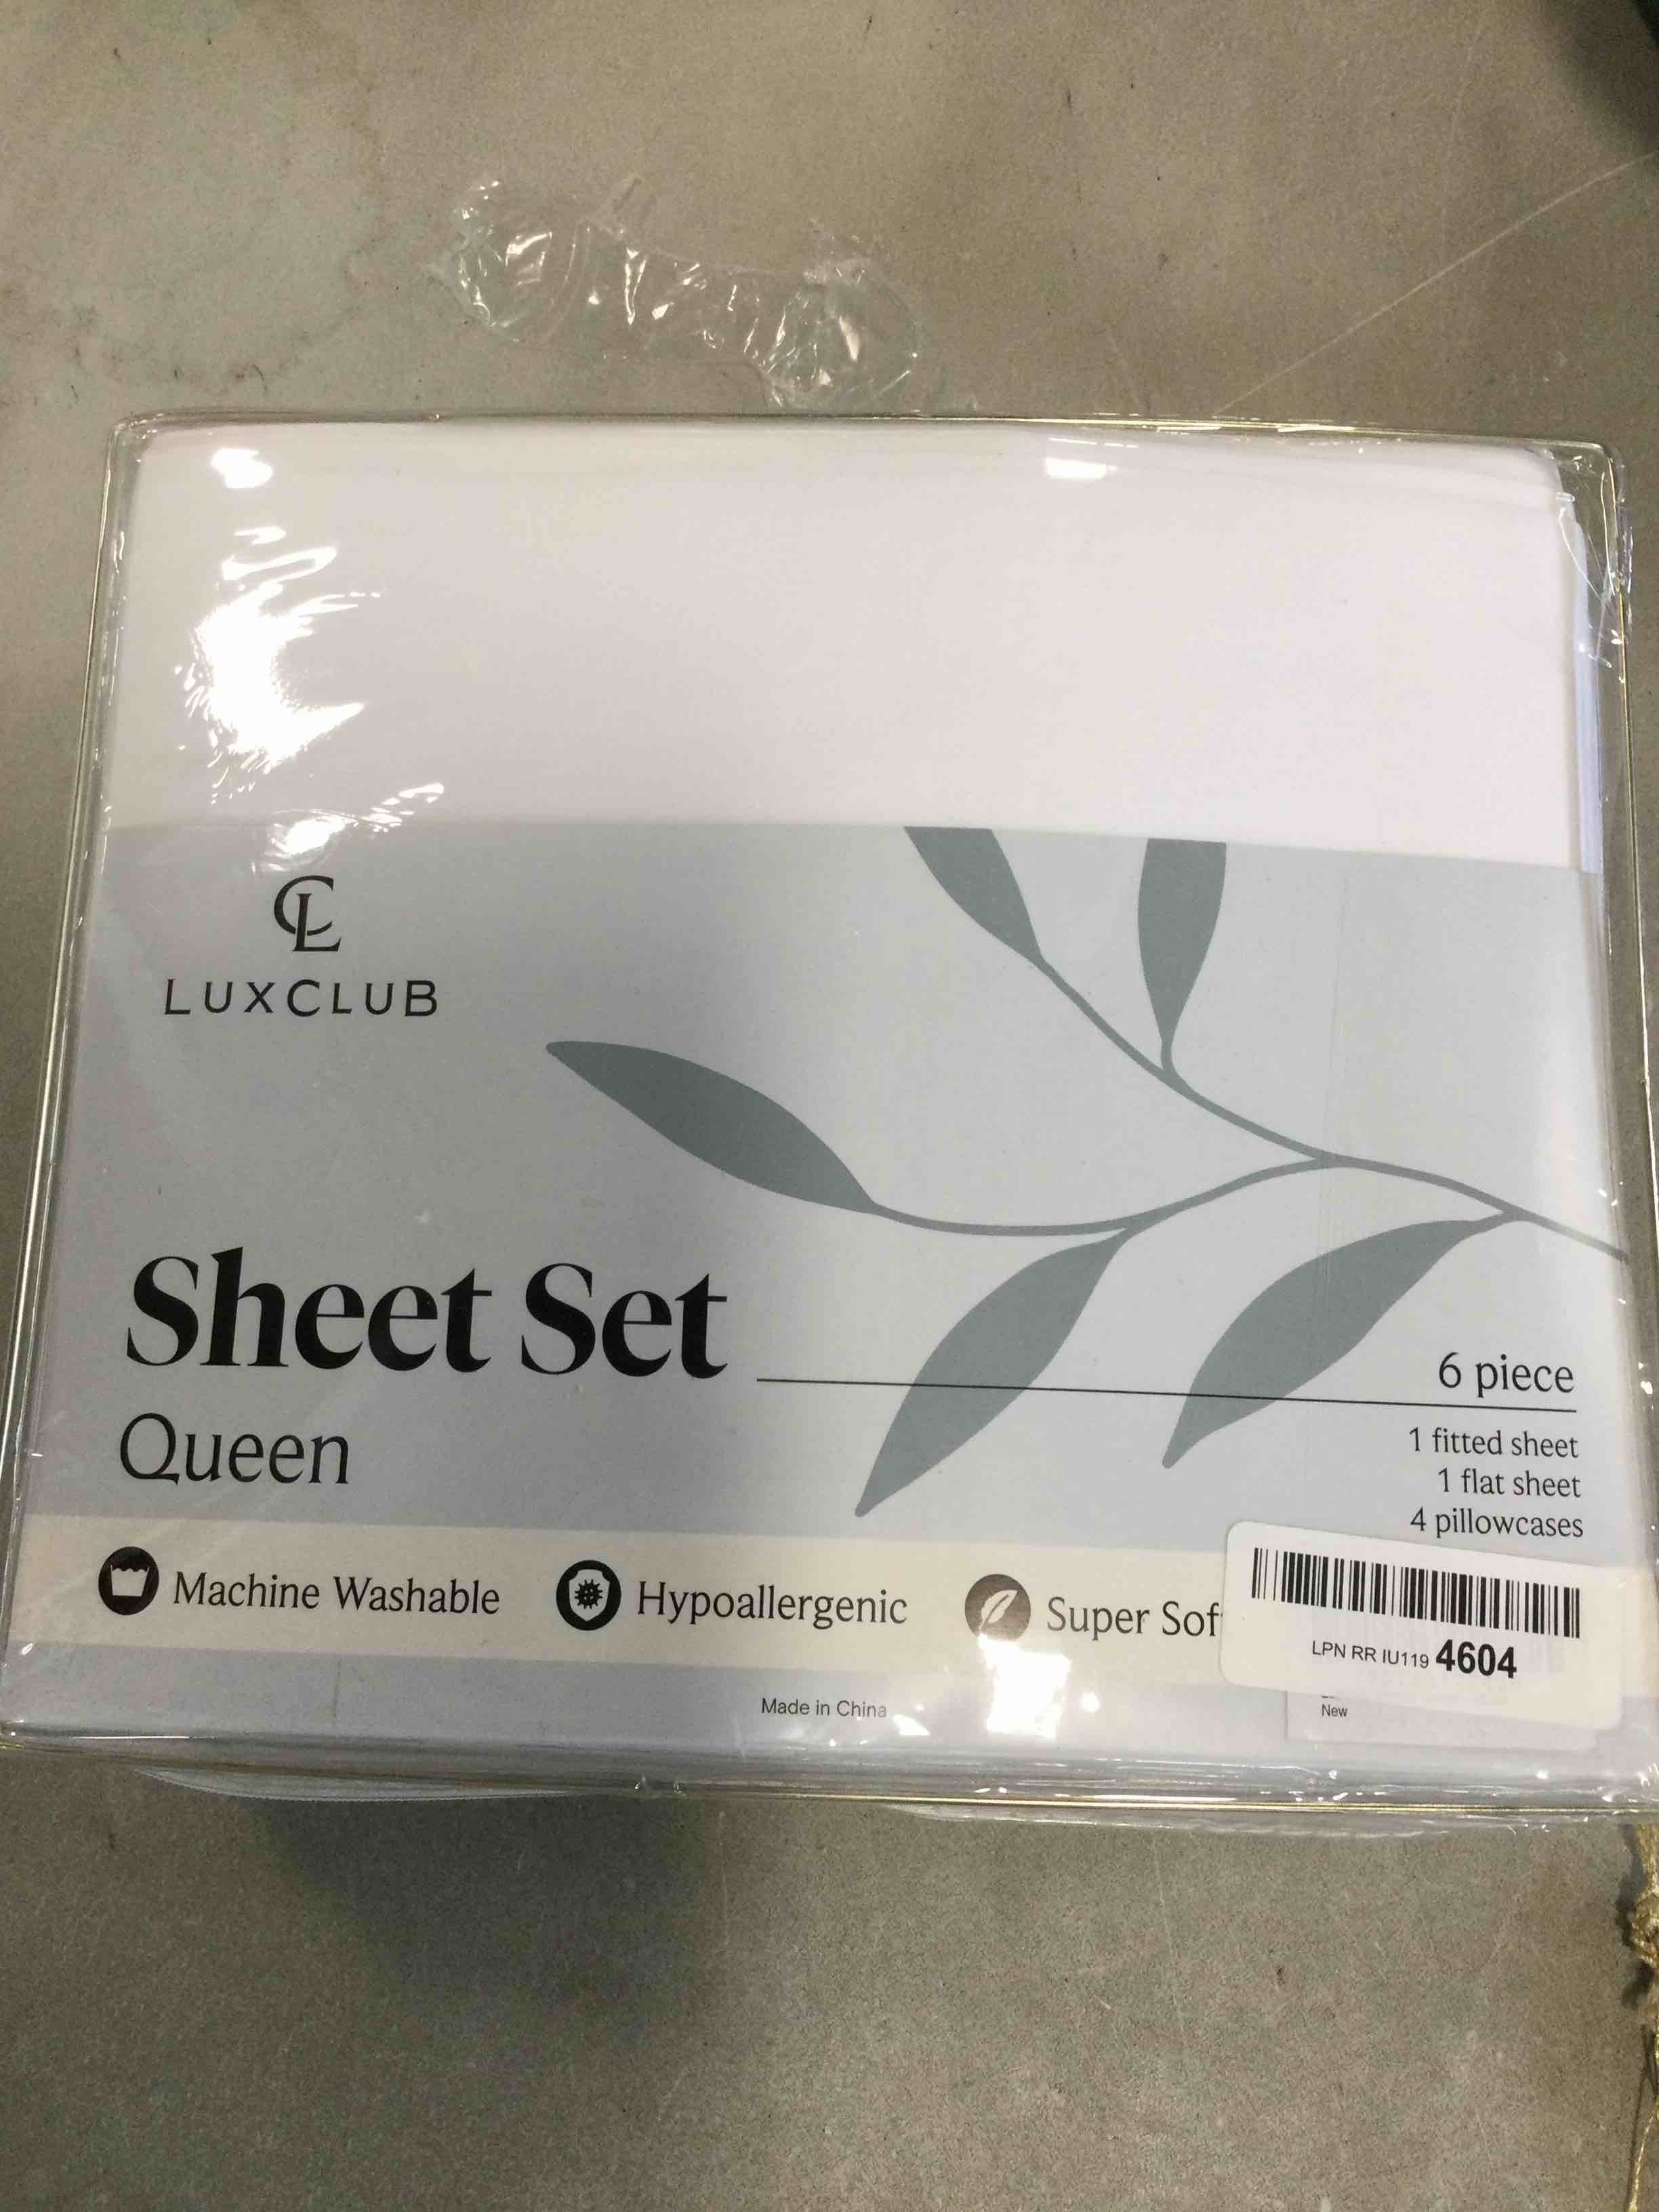 CL
LUXCLUB
Sheet Set
Queen
6 piece
1 fitted sheet
1 flat sheet
4 pillowcases
Machine Washable
Hypoallergenic
Super Sof
LPN RR IU119 4604
New
Made in China